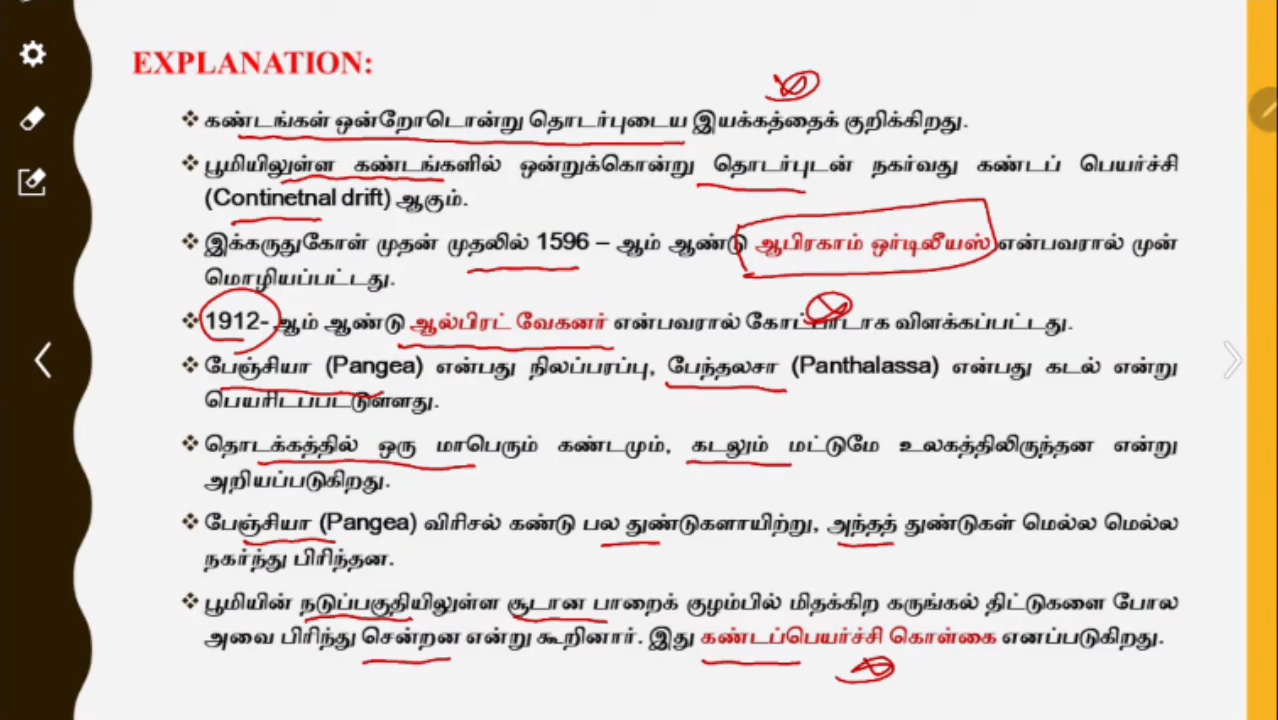 EXPLANATION:
❖ கண்டங்கள் ஒன்றோடொன்று தொடர்புடைய இயக்கத்தைக் குறிக்கிறது.
❖ பூமியிலுள்ள கண்டங்களில் ஒன்றுக்கொன்று தொடர்புடன் நகர்வது கண்டப் பெயர்ச்சி
(Continetnal drift) ஆகும்.
❖ இக்கருதுகோள் முதன் முதலில் 1596 – ஆம் ஆண்டு ஆபிரகாம் ஒர்டிலீயஸ் என்பவரால் முன்
மொழியப்பட்டது.
❖ 1912- ஆம் ஆண்டு ஆல்பிரட் வேகனர் என்பவரால் கோட்பாடாக விளக்கப்பட்டது.
❖ பேஞ்சியா (Pangea) என்பது நிலப்பரப்பு, பேந்தலசா (Panthalassa) என்பது கடல் என்று
பெயரிடப்பட்டுள்ளது.
❖ தொடக்கத்தில் ஒரு மாபெரும் கண்டமும், கடலும் மட்டுமே உலகத்திலிருந்தன என்று
அறியப்படுகிறது.
❖ பேஞ்சியா (Pangea) விரிசல் கண்டு பல துண்டுகளாயிற்று, அந்தத் துண்டுகள் மெல்ல மெல்ல
நகர்ந்து பிரிந்தன.
❖ பூமியின் நடுப்பகுதியிலுள்ள சூடான பாறைக் குழம்பில் மிதக்கிற கருங்கல் திட்டுகளை போல
அவை பிரிந்து சென்றன என்று கூறினார். இது கண்டப்பெயர்ச்சி கொள்கை எனப்படுகிறது.